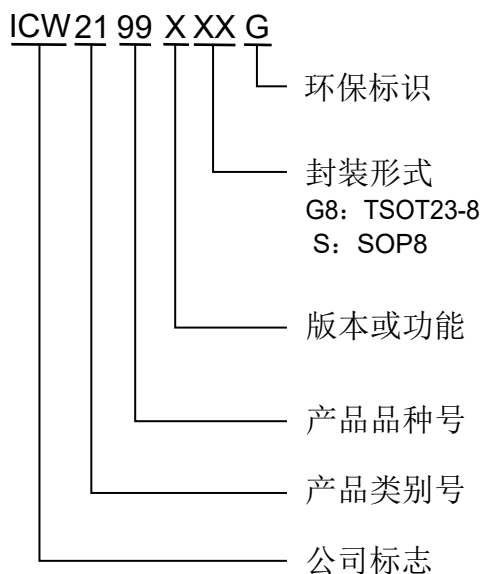 ICW 21 99 X XX G
环保标识
封装形式
G8：TSOT23-8
S：SOP8
版本或功能
产品品种号
产品类别号
公司标志